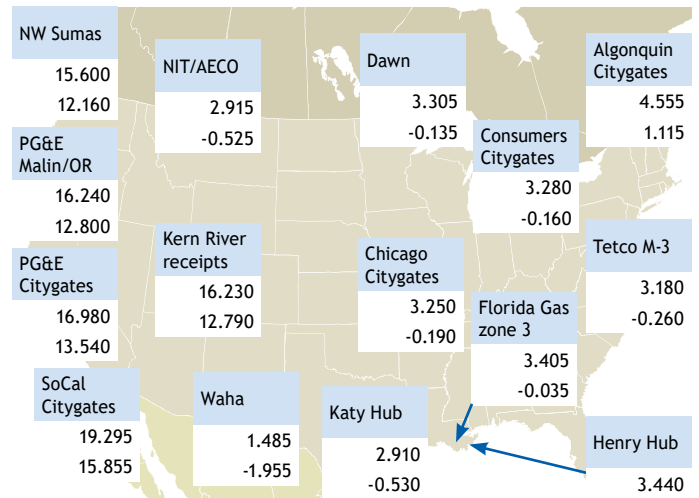 NW Sumas
15.600
12.160
NIT/AECO
2.915
-0.525
Dawn
3.305
-0.135
Algonquin
Citygates
4.555
1.115
PG&E
Malin/OR
16.240
12.800
Consumers
Citygates
3.280
-0.160
Kern River
receipts
16.230
12.790
Chicago
Citygates
3.250
-0.190
Tetco M-3
3.180
-0.260
PG&E
Citygates
16.980
13.540
Florida Gas
zone 3
3.405
-0.035
SoCal
Citygates
19.295
15.855
Waha
1.485
-1.955
Katy Hub
2.910
-0.530
Henry Hub
3.440